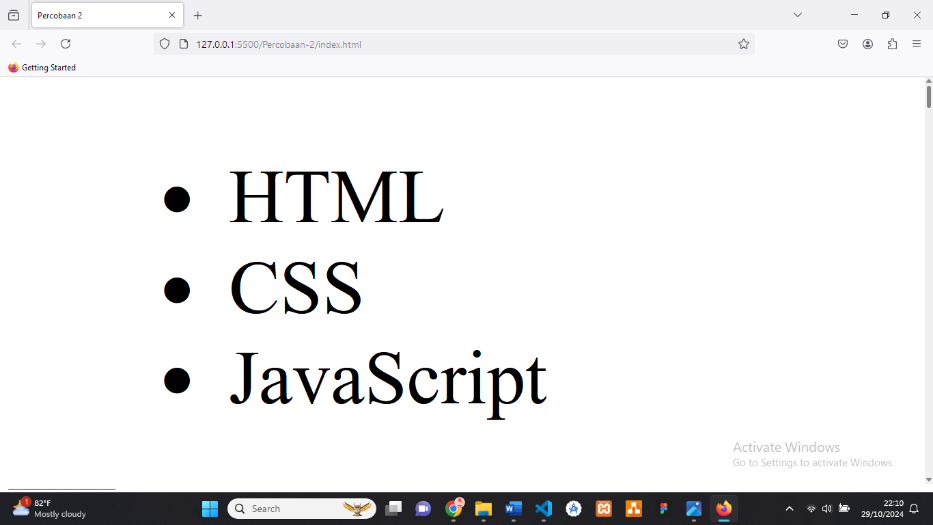 Percobaan 2
127.0.0.1:5500/Percobaan-2/index.html
Getting Started
• HTML
• CSS
• JavaScript
Activate Windows
Go to Settings to activate Windows.
1
82°F
Mostly cloudy
Search
22:10
29/10/2024